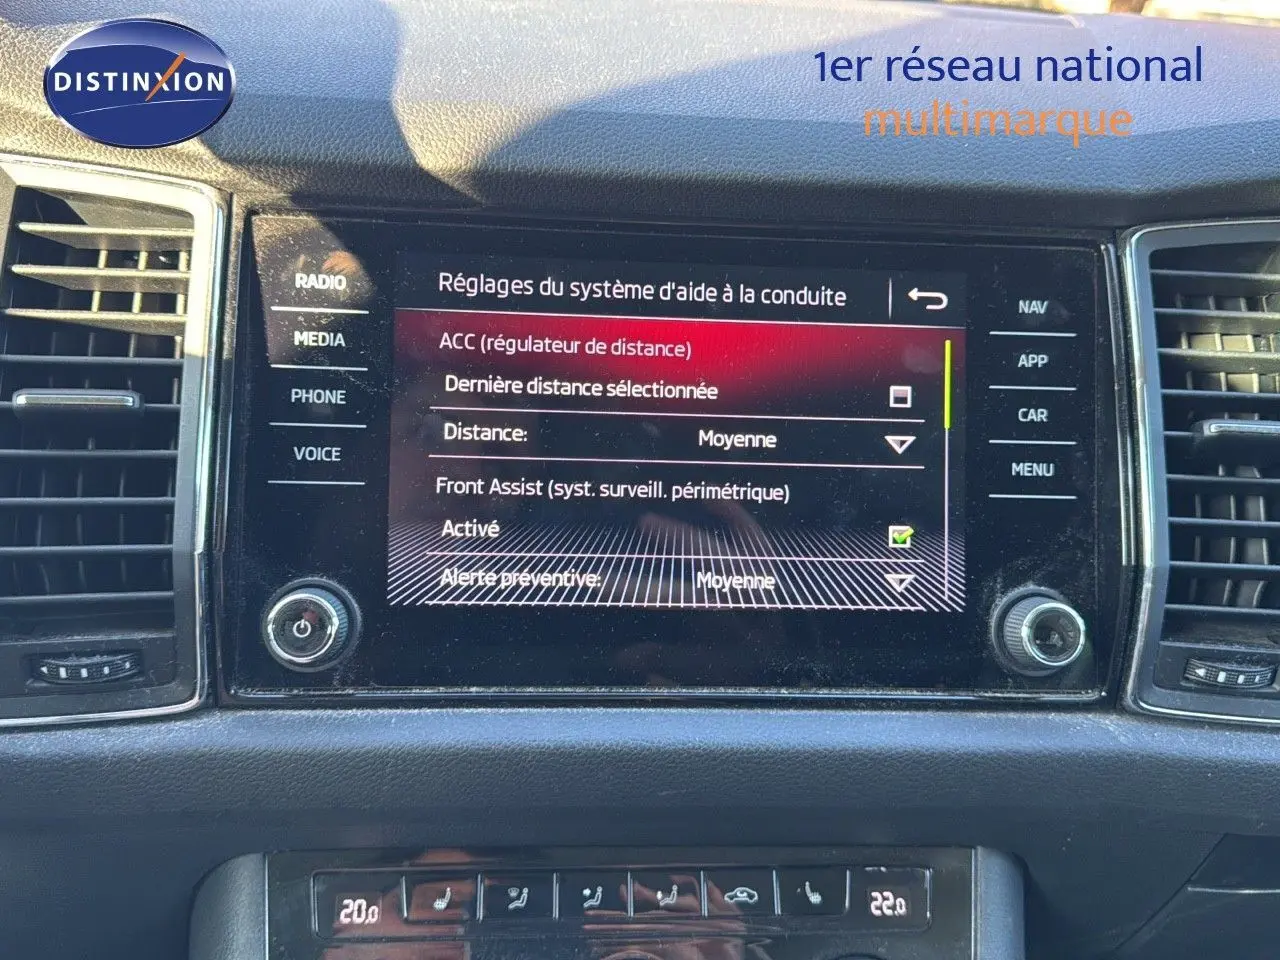 DISTINXION
1er réseau national
multimarque
RADIO
MEDIA
PHONE
VOICE
Réglages du système d'aide à la conduite
ACC (régulateur de distance)
Dernière distance sélectionnée
Distance: Moyenne
Front Assist (syst. surveill. périmétrique)
Activé
Alerte préventive: Moyenne
NAV
APP
CAR
MENU
20,0
22,0